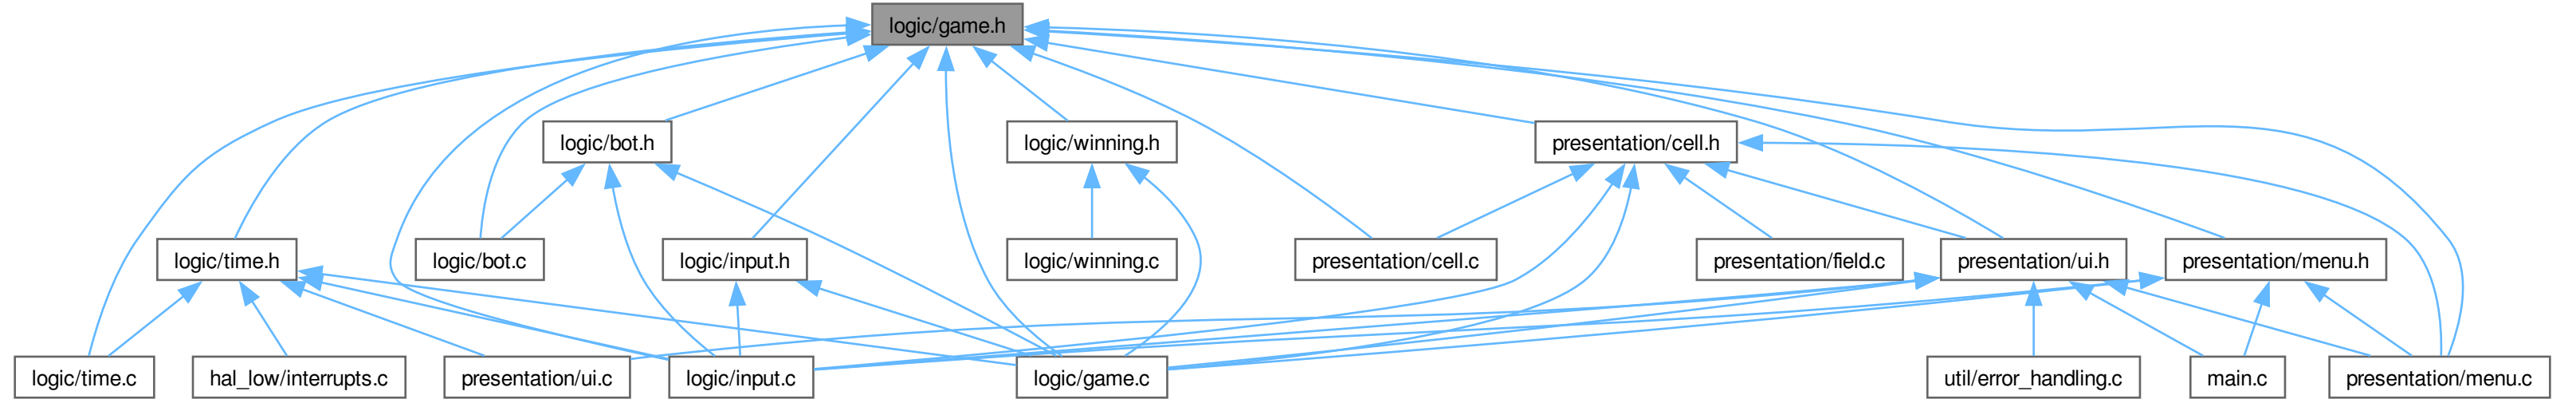 logic/game.h
logic/bot.h
logic/winning.h
presentation/cell.h
logic/time.h
logic/bot.c
logic/input.h
logic/winning.c
presentation/cell.c
presentation/field.c
presentation/ui.h
presentation/menu.h
logic/time.c
hal_low/interrupts.c
presentation/ui.c
logic/input.c
logic/game.c
util/error_handling.c
main.c
presentation/menu.c